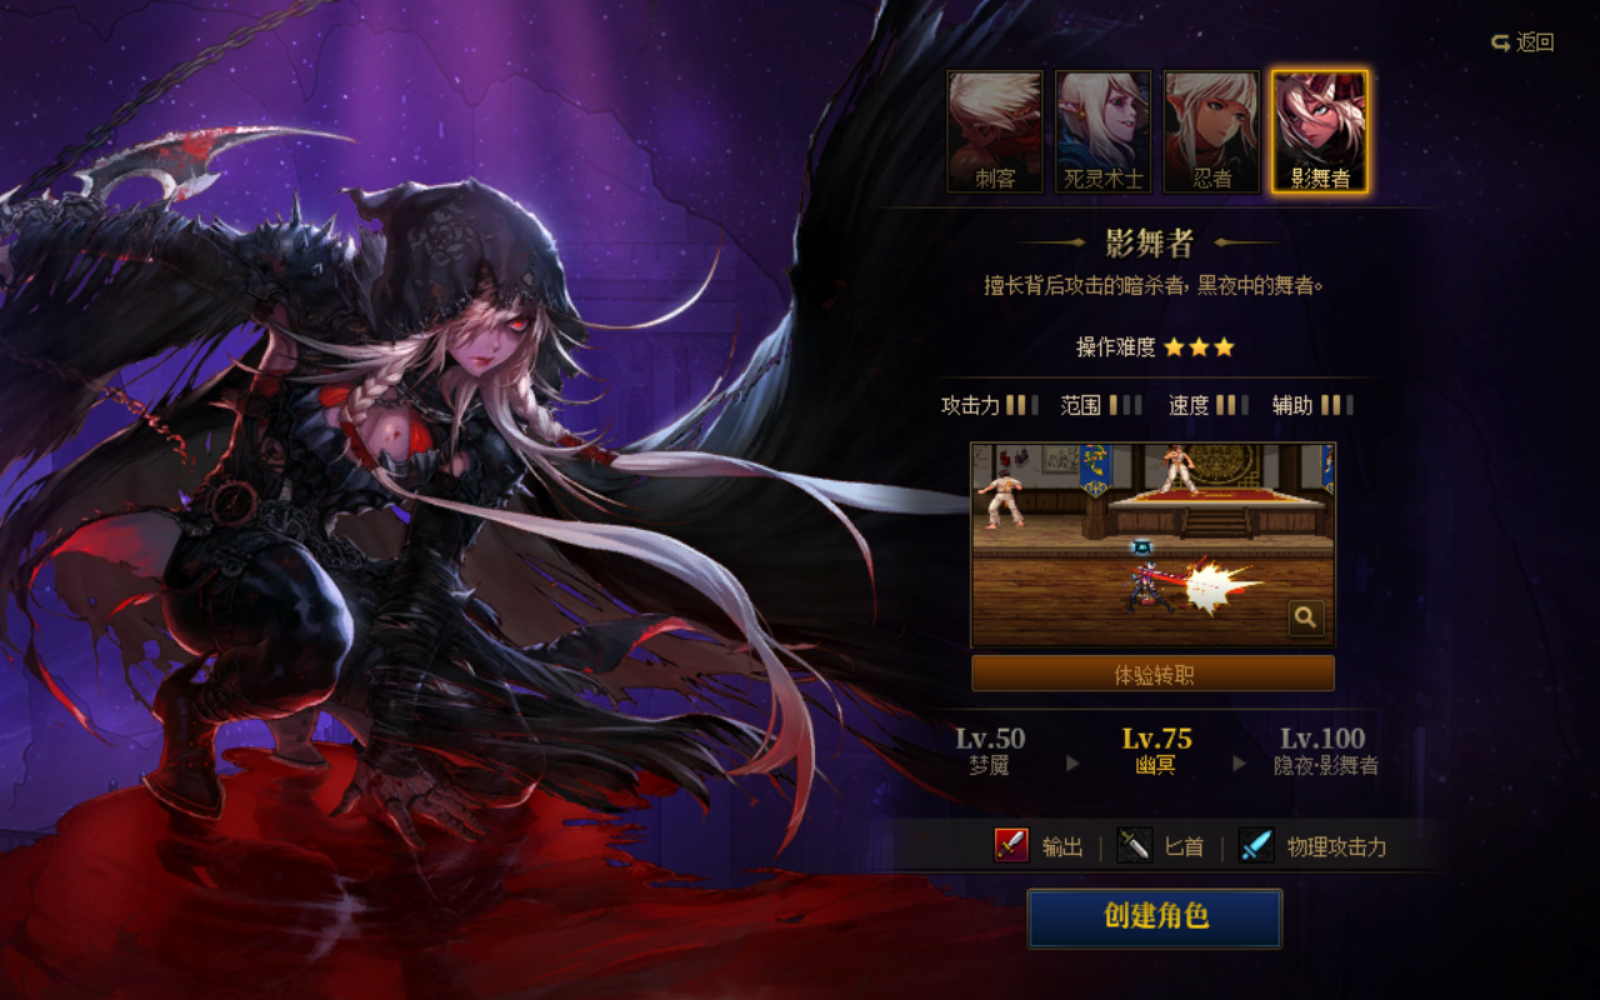 返回
刺客 死灵术士 忍者 影舞者
影舞者
擅长背后攻击的暗杀者, 黑夜中的舞者。
操作难度
攻击力 范围 速度 辅助
体验转职
Lv.50 Lv.75 Lv.100
梦魇 幽冥 隐夜·影舞者
输出 | 匕首 | 物理攻击力
创建角色